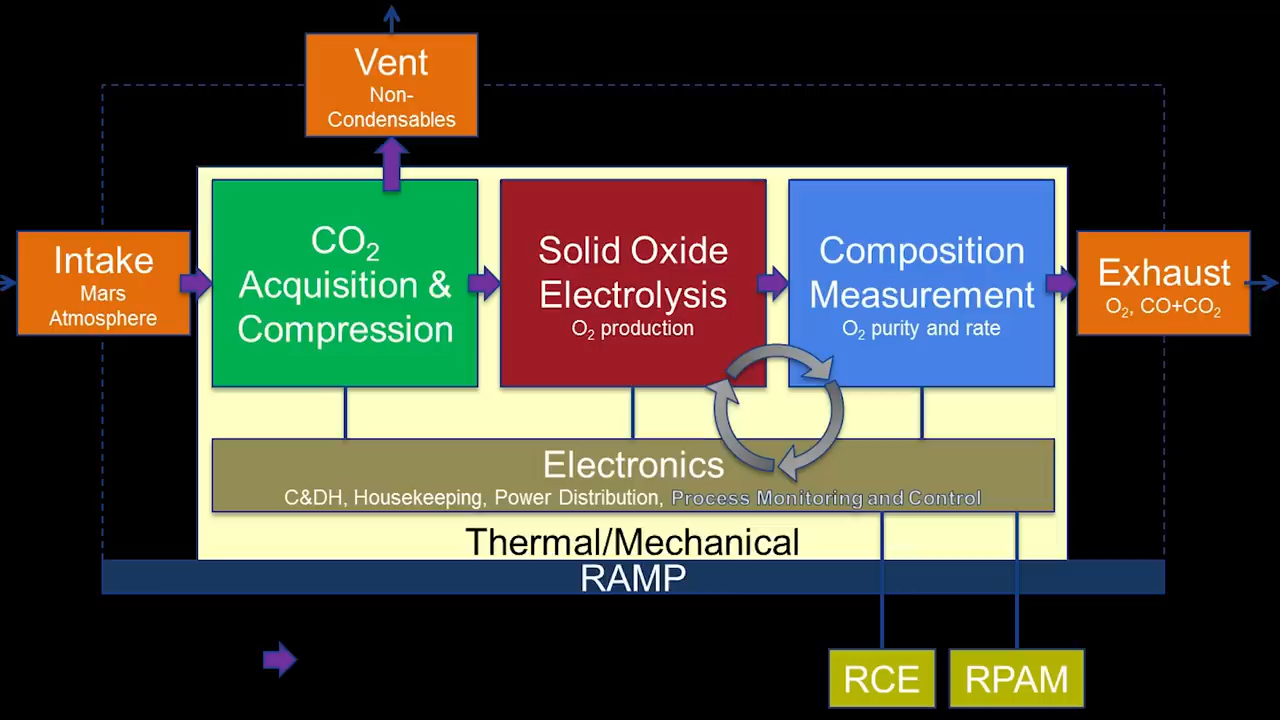 Vent
Non-
Condensables
Intake
Mars
Atmosphere
CO₂
Acquisition &
Compression
Solid Oxide
Electrolysis
O₂ production
Composition
Measurement
O₂ purity and rate
Exhaust
O₂, CO+CO₂
Electronics
C&DH, Housekeeping, Power Distribution, Process Monitoring and Control
Thermal/Mechanical
RAMP
RCE
RPAM